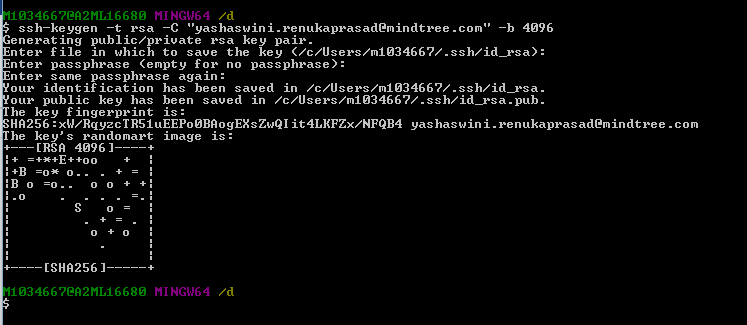 M1034667@A2ML16680 MINGW64 /d
$ ssh-keygen -t rsa -C "yashaswini.renukaprasad@mindtree.com" -b 4096
Generating public/private rsa key pair.
Enter file in which to save the key (/c/Users/m1034667/.ssh/id_rsa):
Enter passphrase (empty for no passphrase):
Enter same passphrase again:
Your identification has been saved in /c/Users/m1034667/.ssh/id_rsa.
Your public key has been saved in /c/Users/m1034667/.ssh/id_rsa.pub.
The key fingerprint is:
SHA256:xW/RqyzcTR51uEEPo0BAogEXsZwQIit4LKFZx/NFQB4 yashaswini.renukaprasad@mindtree.com
The key's randomart image is:
+---[RSA 4096]----+
|+ =+*+E++oo   +  |
|+B =o* o.. . + = |
|B o =o..  o o + +|
|.o    .  . . . =.|
|        S   o =  |
|         . + = . |
|          o + o  |
|           .     |
|                 |
+----[SHA256]-----+
M1034667@A2ML16680 MINGW64 /d
$